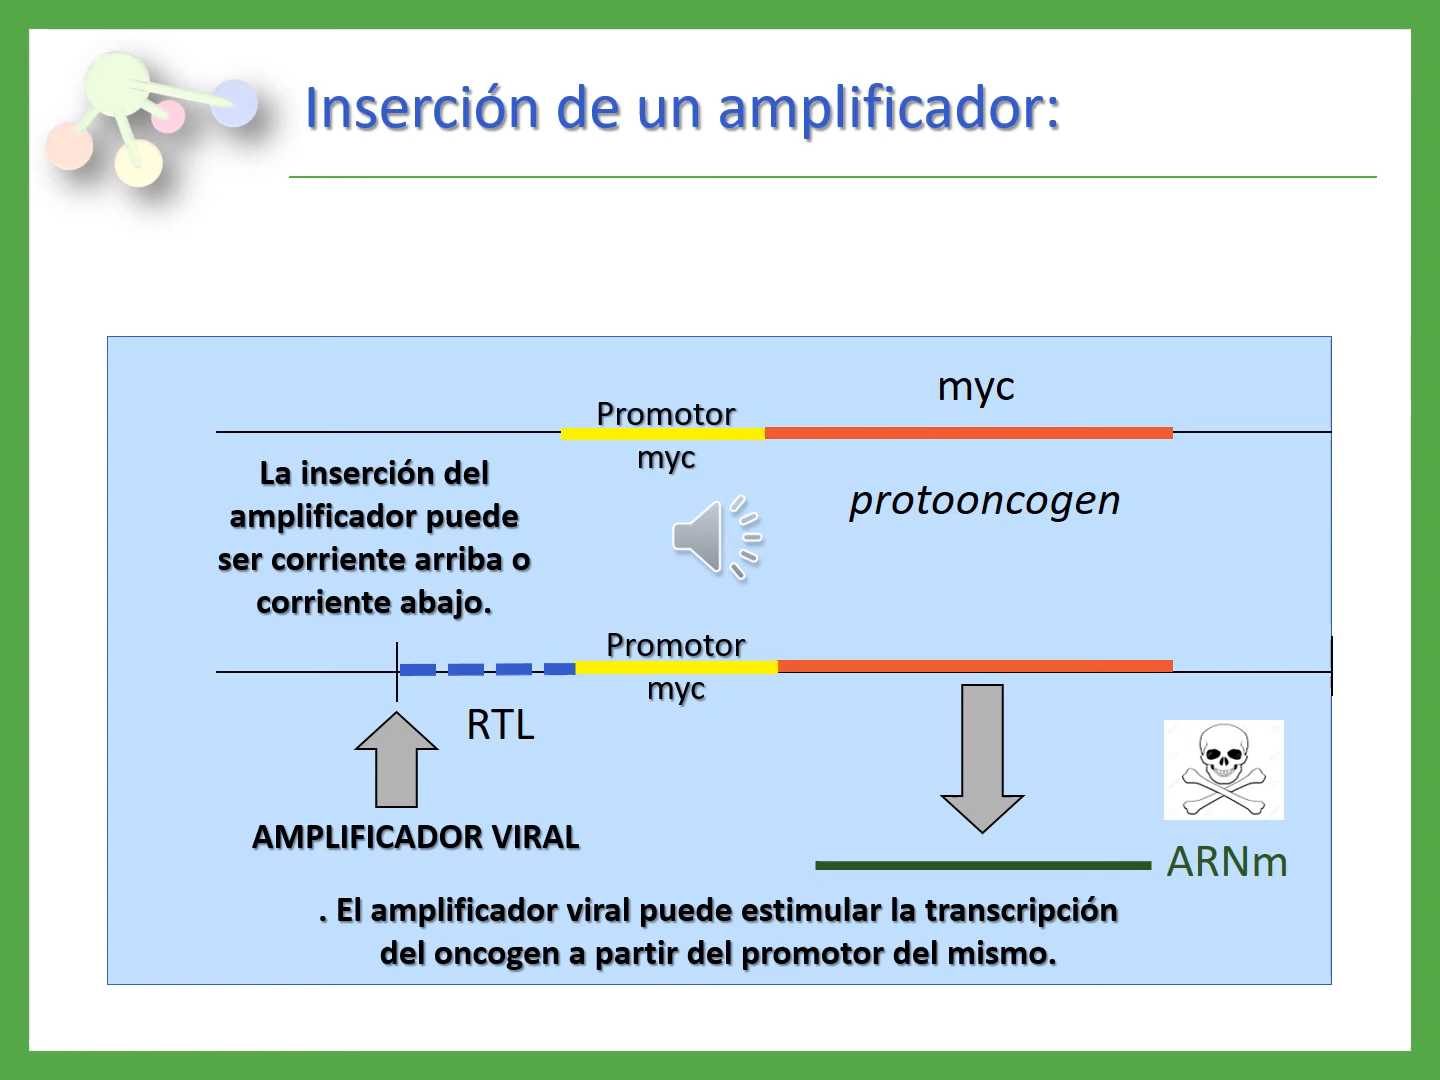 Inserción de un amplificador:
myc
Promotor
myc
La inserción del
amplificador puede
ser corriente arriba o
corriente abajo.
protooncogen
Promotor
myc
RTL
AMPLIFICADOR VIRAL
ARNm
. El amplificador viral puede estimular la transcripción
del oncogen a partir del promotor del mismo.